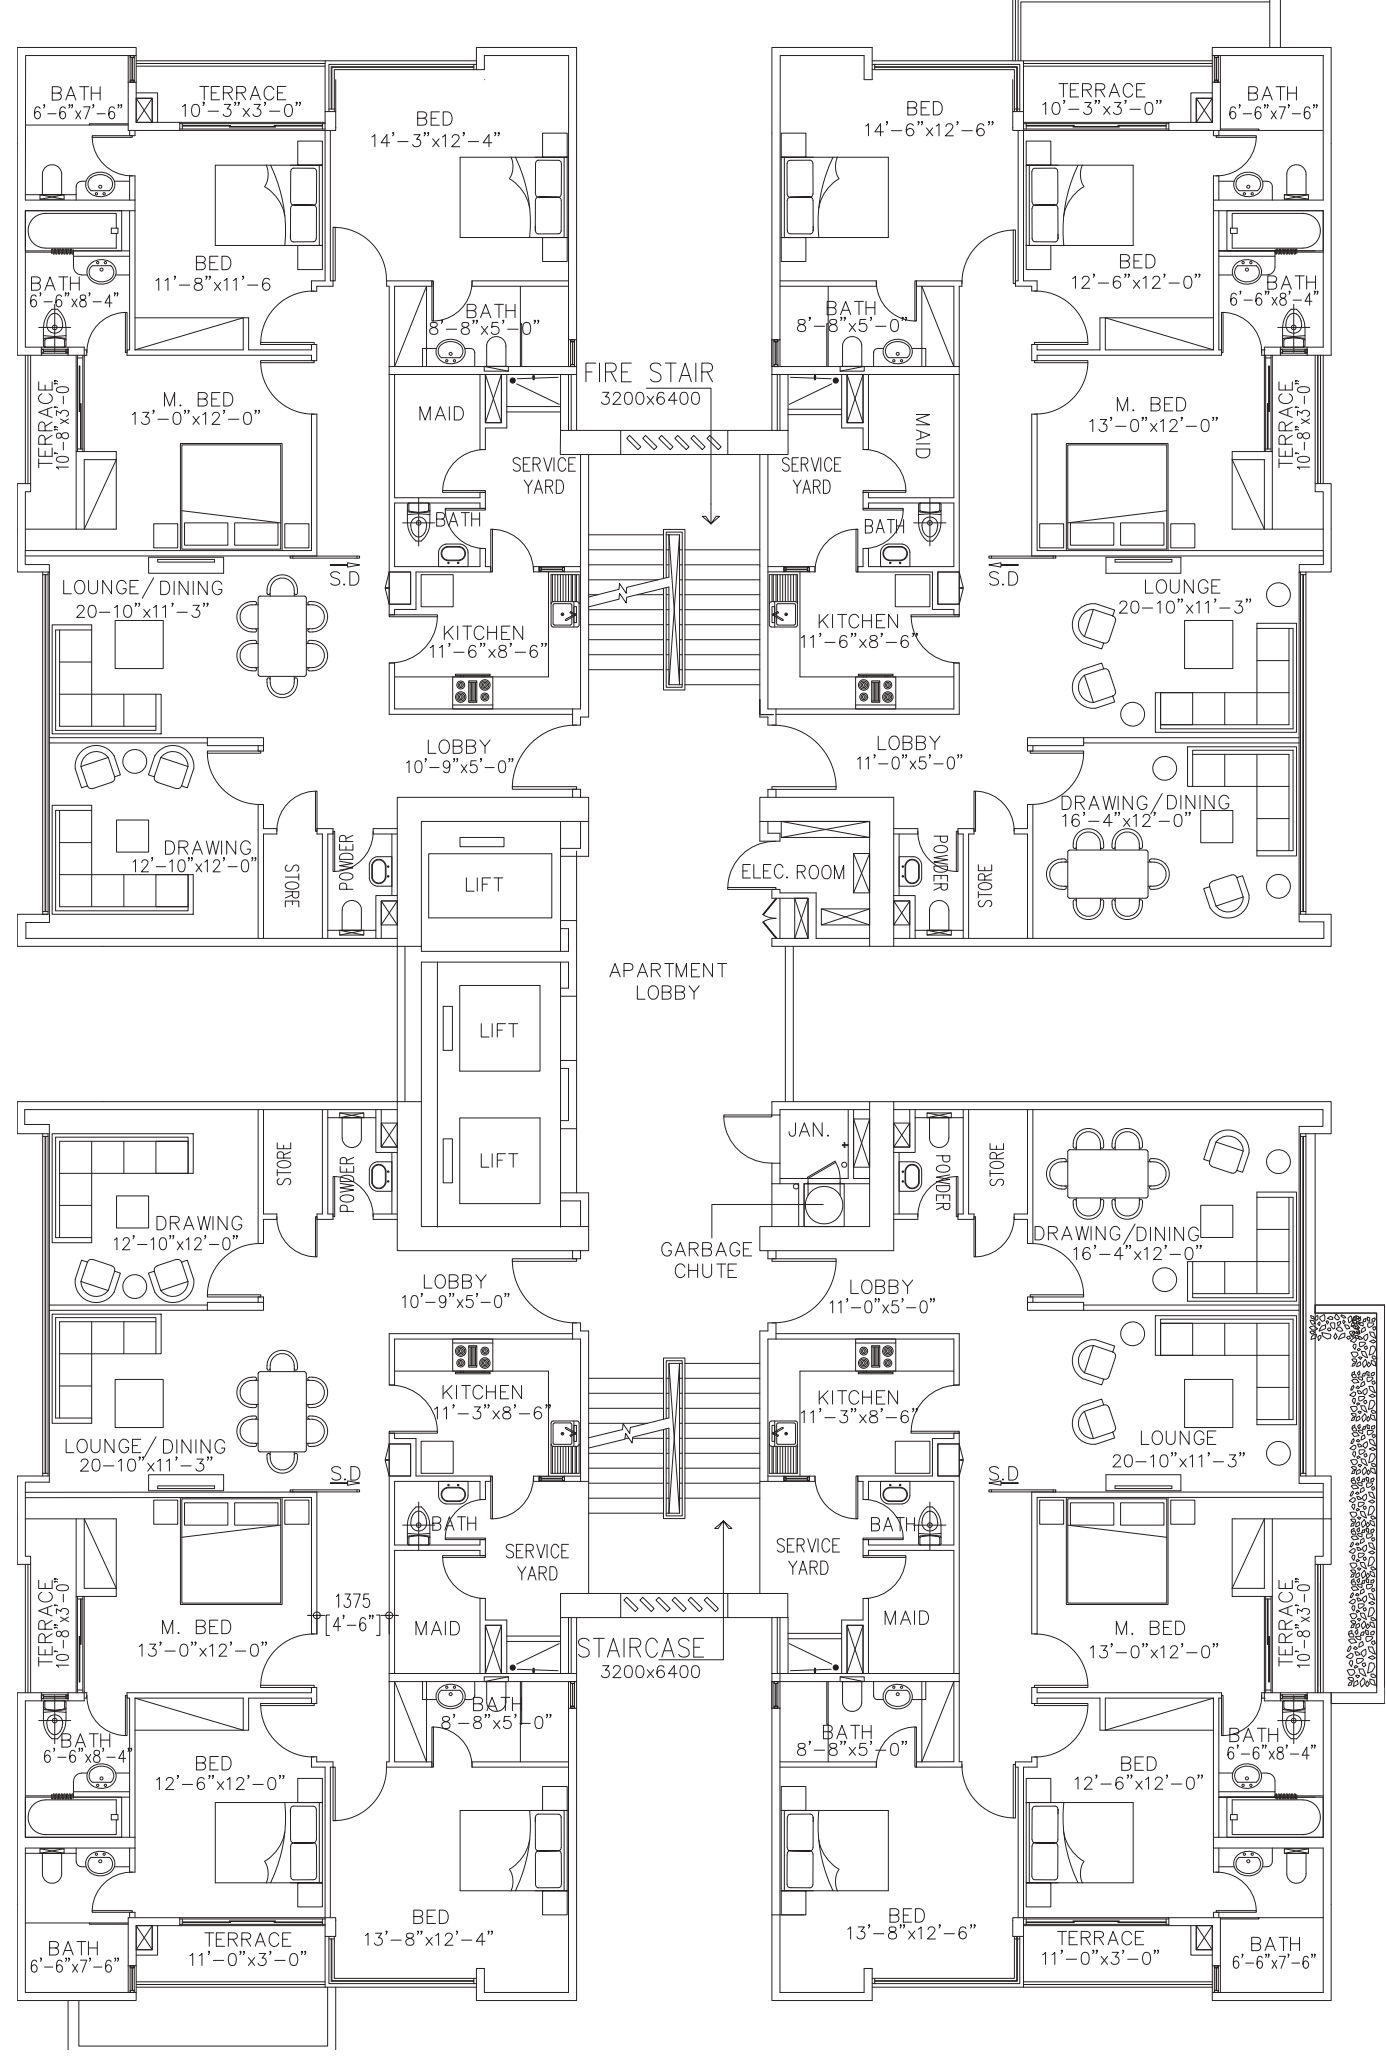 BATH
6'-6"x7'-6"
TERRACE
10'-3"x3'-0"
BED
14'-3"x12'-4"
BED
14'-6"x12'-6"
TERRACE
10'-3"x3'-0"
BATH
6'-6"x7'-6"
BED
11'-8"x11'-6
BED
12'-6"x12'-0"
BATH
6'-6"x8'-4"
BATH
8'-8"x5'-0"
BATH
8'-8"x5'-0"
BATH
6'-6"x8'-4"
FIRE STAIR
3200x6400
TERRACE
10'-8"x3'-0"
M. BED
13'-0"x12'-0"
MAID
MAID
M. BED
13'-0"x12'-0"
TERRACE
10'-8"x3'-0"
SERVICE
YARD
SERVICE
YARD
BATH
BATH
S.D
S.D
LOUNGE/DINING
20-10"x11'-3"
LOUNGE
20-10"x11'-3"
KITCHEN
11'-6"x8'-6"
KITCHEN
11'-6"x8'-6"
LOBBY
10'-9"x5'-0"
LOBBY
11'-0"x5'-0"
DRAWING
12'-10"x12'-0"
DRAWING/DINING
16'-4"x12'-0"
STORE
POWDER
LIFT
ELEC. ROOM
POWDER
STORE
APARTMENT
LOBBY
LIFT
LIFT
STORE
POWDER
JAN.
POWDER
STORE
DRAWING
12'-10"x12'-0"
DRAWING/DINING
16'-4"x12'-0"
GARBAGE
CHUTE
LOBBY
10'-9"x5'-0"
LOBBY
11'-0"x5'-0"
KITCHEN
11'-3"x8'-6"
KITCHEN
11'-3"x8'-6"
LOUNGE/DINING
20-10"x11'-3"
LOUNGE
20-10"x11'-3"
S.D
S.D
BATH
BATH
SERVICE
YARD
SERVICE
YARD
TERRACE
10'-8"x3'-0"
1375
[4'-6"]
M. BED
13'-0"x12'-0"
MAID
MAID
M. BED
13'-0"x12'-0"
TERRACE
10'-8"x3'-0"
STAIRCASE
3200x6400
BATH
8'-8"x5'-0"
BATH
8'-8"x5'-0"
BATH
6'-6"x8'-4"
BATH
6'-6"x8'-4"
BED
12'-6"x12'-0"
BED
12'-6"x12'-0"
BED
13'-8"x12'-4"
BED
13'-8"x12'-6"
BATH
6'-6"x7'-6"
TERRACE
11'-0"x3'-0"
TERRACE
11'-0"x3'-0"
BATH
6'-6"x7'-6"